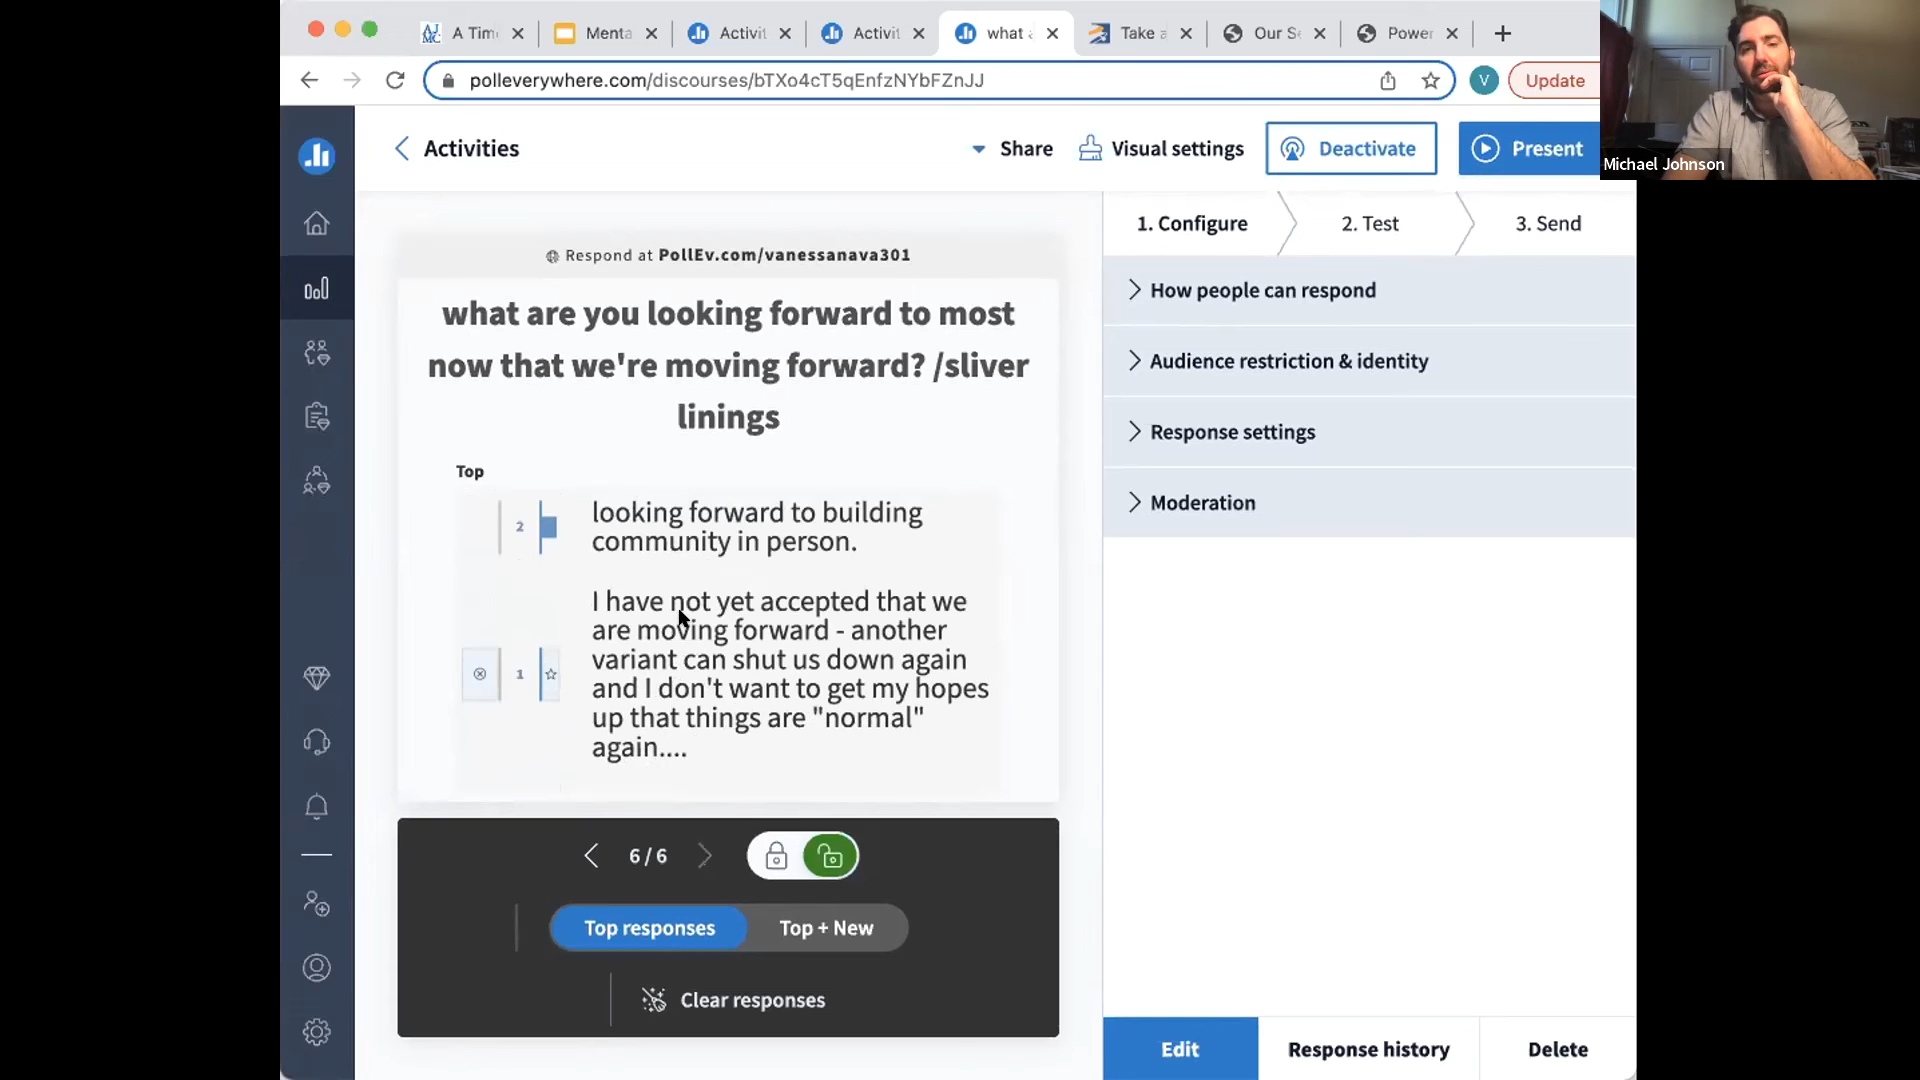 A Time
Menta
Activit
Activit
what a
Take a
Our Se
Power
polleverywhere.com/discourses/bTXo4cT5qEnfzNYbFZnJJ
V
Update
Michael Johnson
Activities
Share
Visual settings
Deactivate
Present
1. Configure
2. Test
3. Send
Respond at PollEv.com/vanessanava301
what are you looking forward to most
now that we're moving forward? /sliver
linings
Top
2
looking forward to building
community in person.
1
I have not yet accepted that we
are moving forward - another
variant can shut us down again
and I don't want to get my hopes
up that things are "normal"
again....
How people can respond
Audience restriction & identity
Response settings
Moderation
6 / 6
Top responses
Top + New
Clear responses
Edit
Response history
Delete